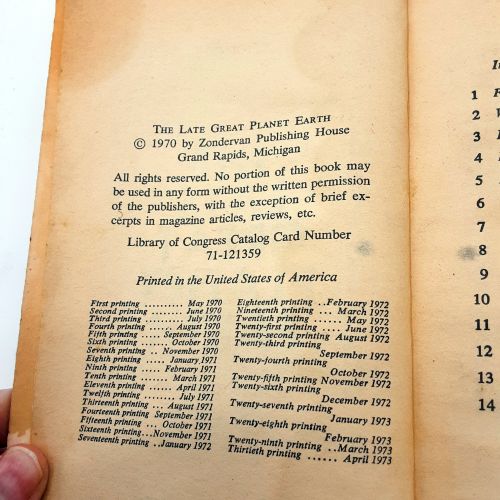 THE LATE GREAT PLANET EARTH
© 1970 by Zondervan Publishing House
Grand Rapids, Michigan
All rights reserved. No portion of this book may
be used in any form without the written permission
of the publishers, with the exception of brief ex-
cerpts in magazine articles, reviews, etc.
Library of Congress Catalog Card Number
71-121359
Printed in the United States of America
First printing .......... May 1970
Second printing ........ June 1970
Third printing .......... July 1970
Fourth printing .... August 1970
Fifth printing .... September 1970
Sixth printing ..... October 1970
Seventh printing .. November 1970
Eighth printing ..... January 1971
Ninth printing ..... February 1971
Tenth printing ........ March 1971
Eleventh printing ...... April 1971
Twelfth printing ........ July 1971
Thirteenth printing ... August 1971
Fourteenth printing September 1971
Fifteenth printing ... October 1971
Sixteenth printing ...November 1971
Seventeenth printing ..January 1972
Eighteenth printing ..February 1972
Nineteenth printing ... March 1972
Twentieth printing ...... May 1972
Twenty-first printing .... June 1972
Twenty-second printing August 1972
Twenty-third printing
September 1972
Twenty-fourth printing
October 1972
Twenty-fifth printing November 1972
Twenty-sixth printing
December 1972
Twenty-seventh printing
January 1973
Twenty-eighth printing
February 1973
Twenty-ninth printing ..March 1973
Thirtieth printing ...... April 1973
1
2
3
4
5
6
7
8
9
10
11
12
13
14